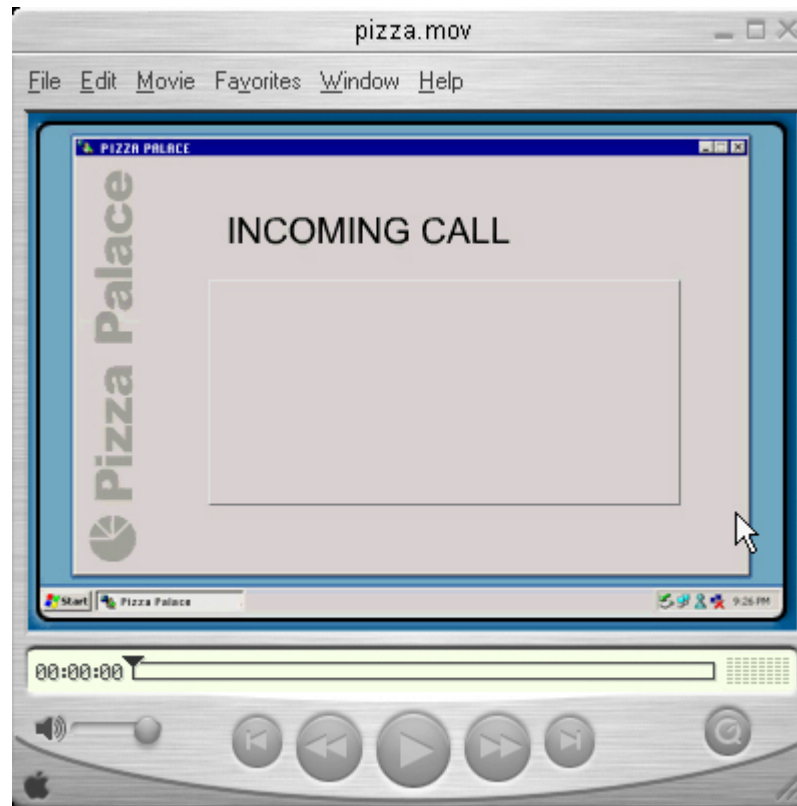 pizza.mov
File Edit Movie Favorites Window Help
PIZZA PALACE
Pizza Palace
INCOMING CALL
Start Pizza Palace 9:26 PM
00:00:00